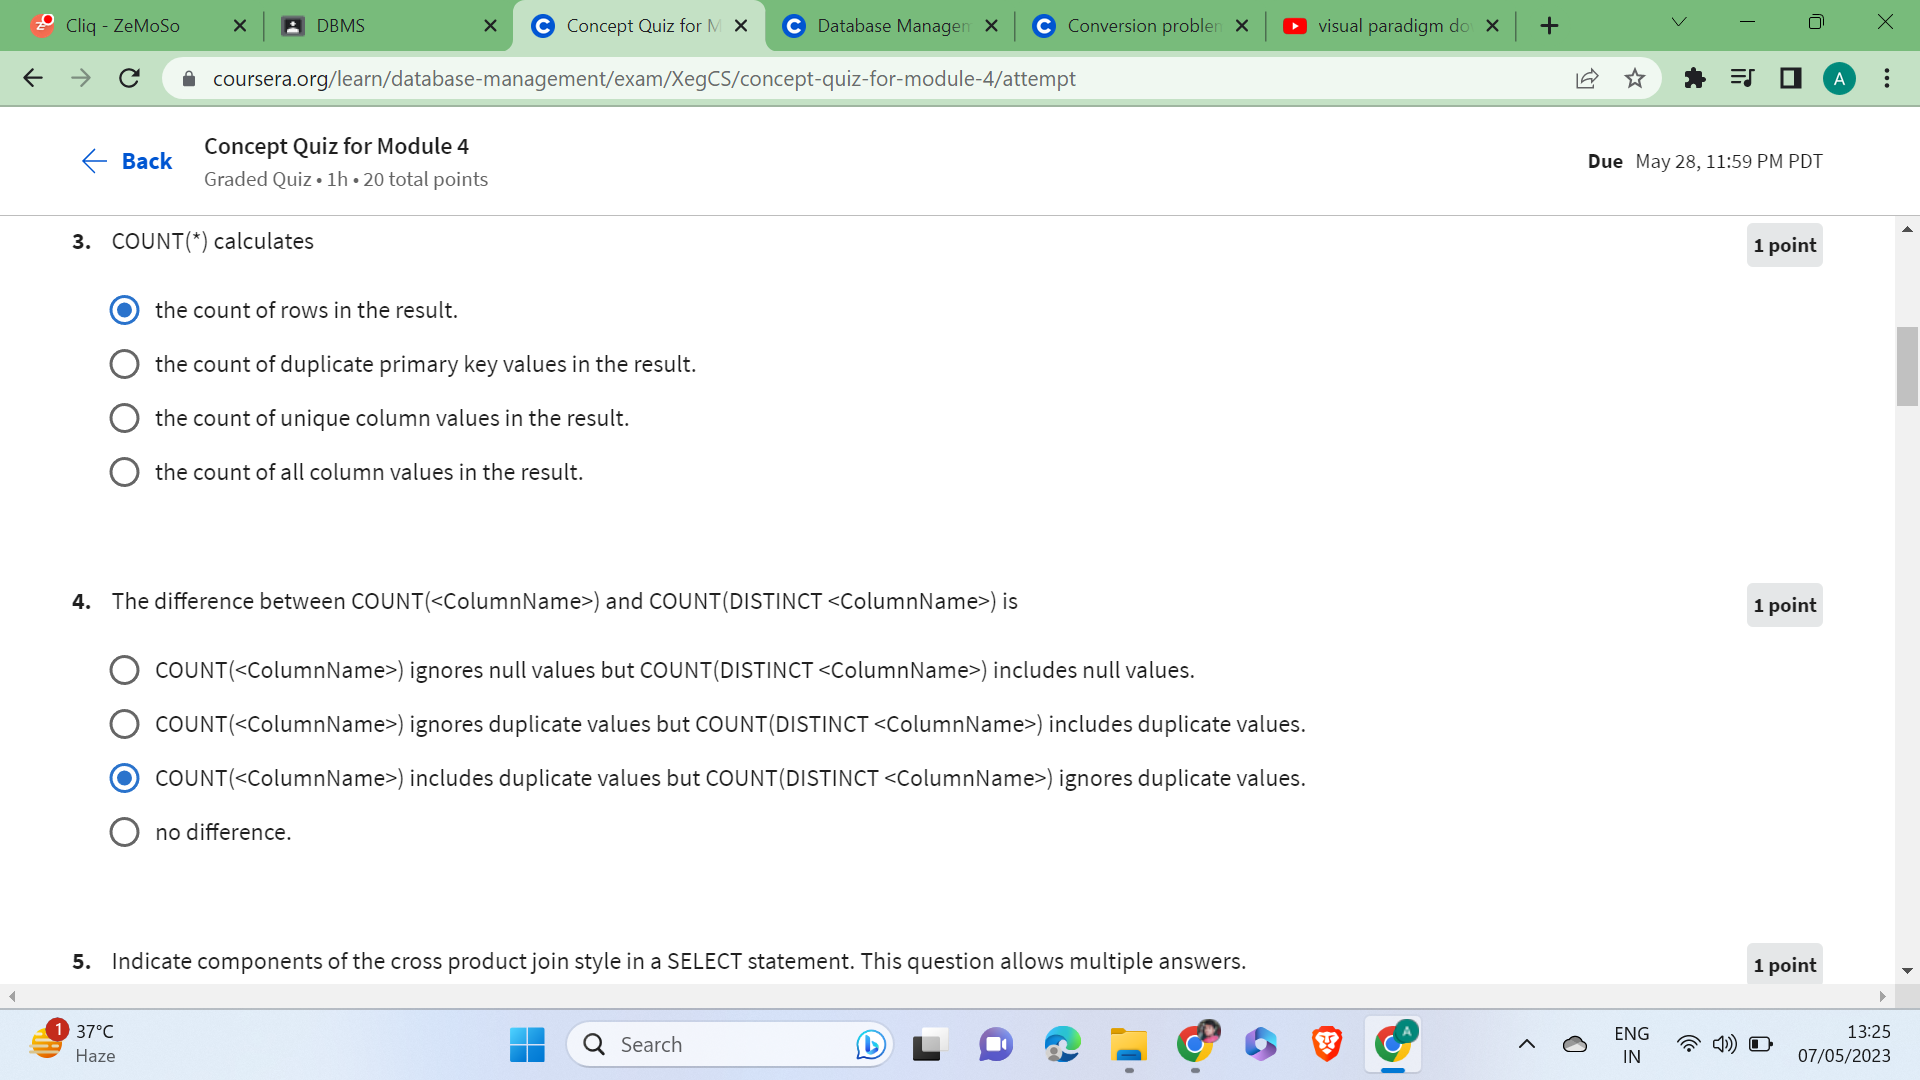 Cliq - ZeMoSo
DBMS
Concept Quiz for M
Database Managem
Conversion problem
visual paradigm do
coursera.org/learn/database-management/exam/XegCS/concept-quiz-for-module-4/attempt
A
Back
Concept Quiz for Module 4
Graded Quiz • 1h • 20 total points
Due May 28, 11:59 PM PDT
3. COUNT(*) calculates
1 point
the count of rows in the result.
the count of duplicate primary key values in the result.
the count of unique column values in the result.
the count of all column values in the result.
4. The difference between COUNT(<ColumnName>) and COUNT(DISTINCT <ColumnName>) is
1 point
COUNT(<ColumnName>) ignores null values but COUNT(DISTINCT <ColumnName>) includes null values.
COUNT(<ColumnName>) ignores duplicate values but COUNT(DISTINCT <ColumnName>) includes duplicate values.
COUNT(<ColumnName>) includes duplicate values but COUNT(DISTINCT <ColumnName>) ignores duplicate values.
no difference.
5. Indicate components of the cross product join style in a SELECT statement. This question allows multiple answers.
1 point
1
37°C
Haze
Search
A
ENG
IN
13:25
07/05/2023